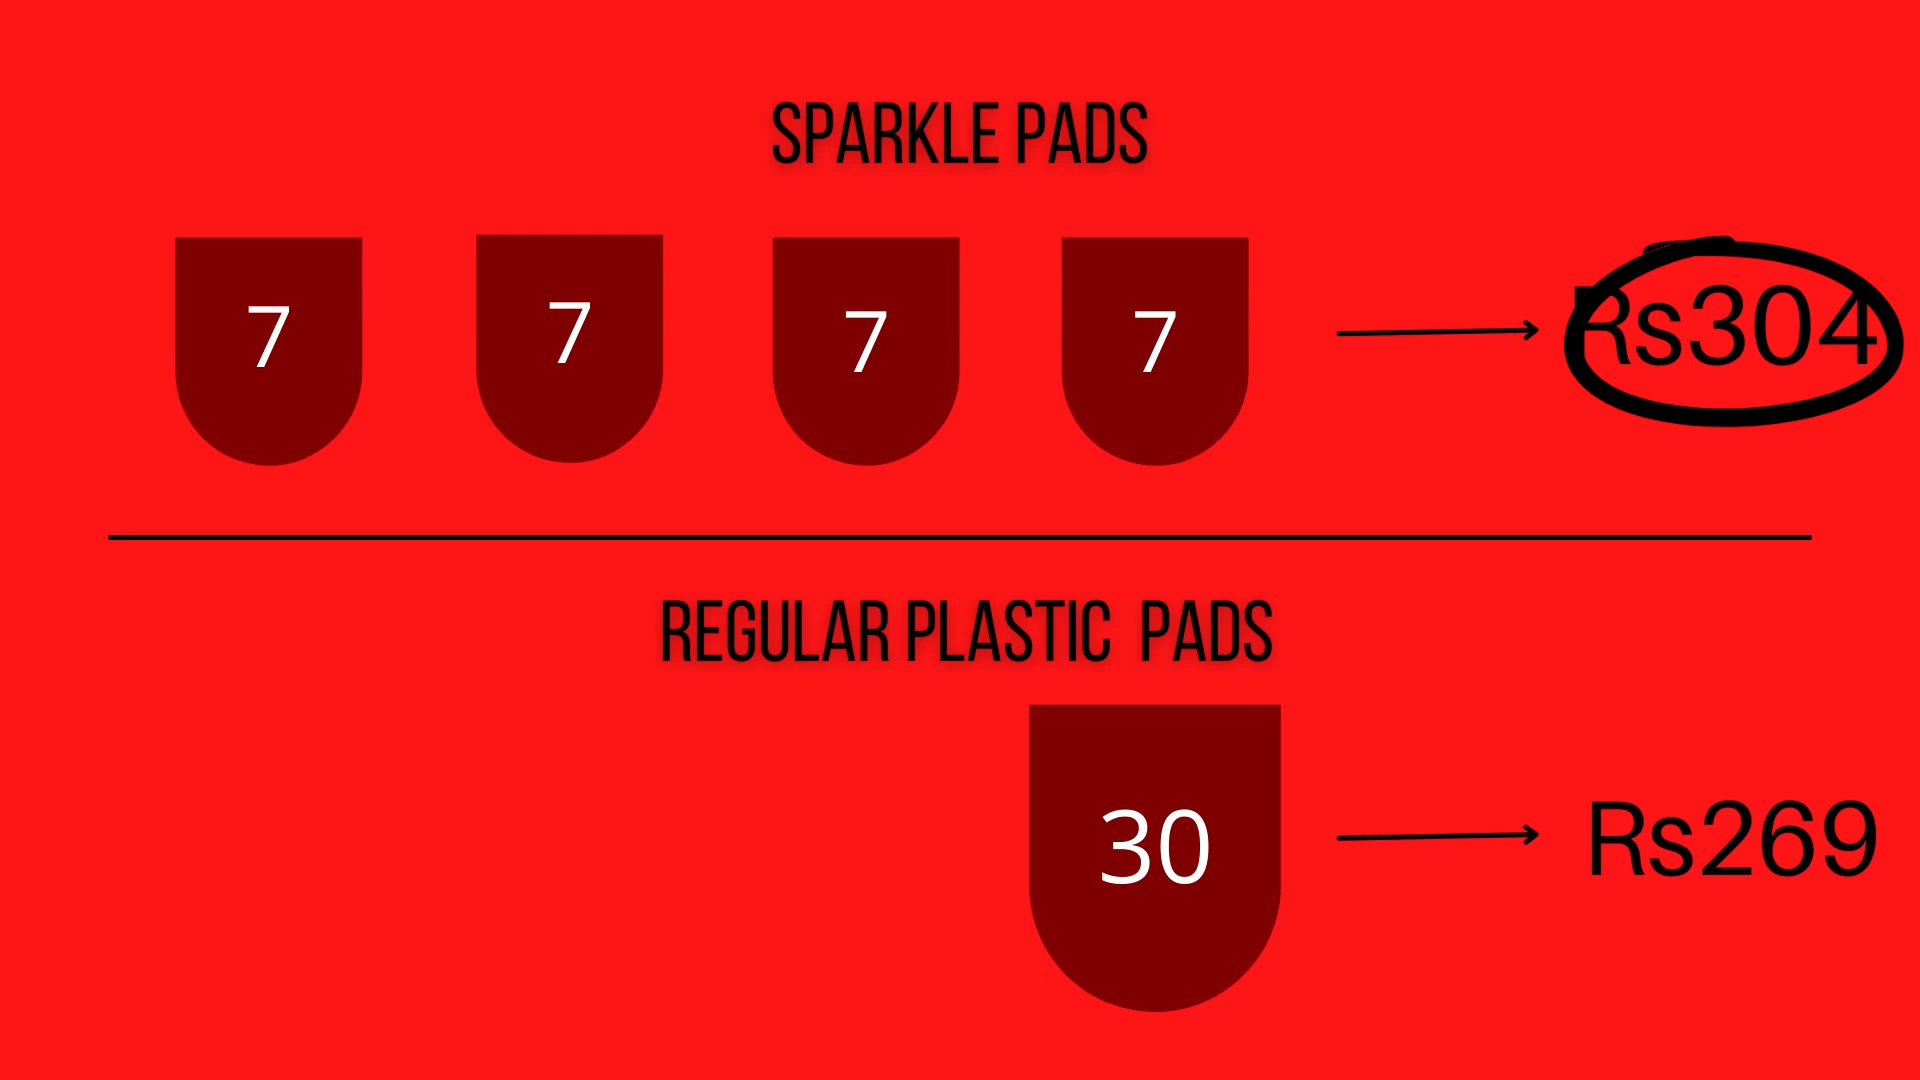 SPARKLE PADS
7 7 7 7 Rs304
REGULAR PLASTIC PADS
30 Rs269